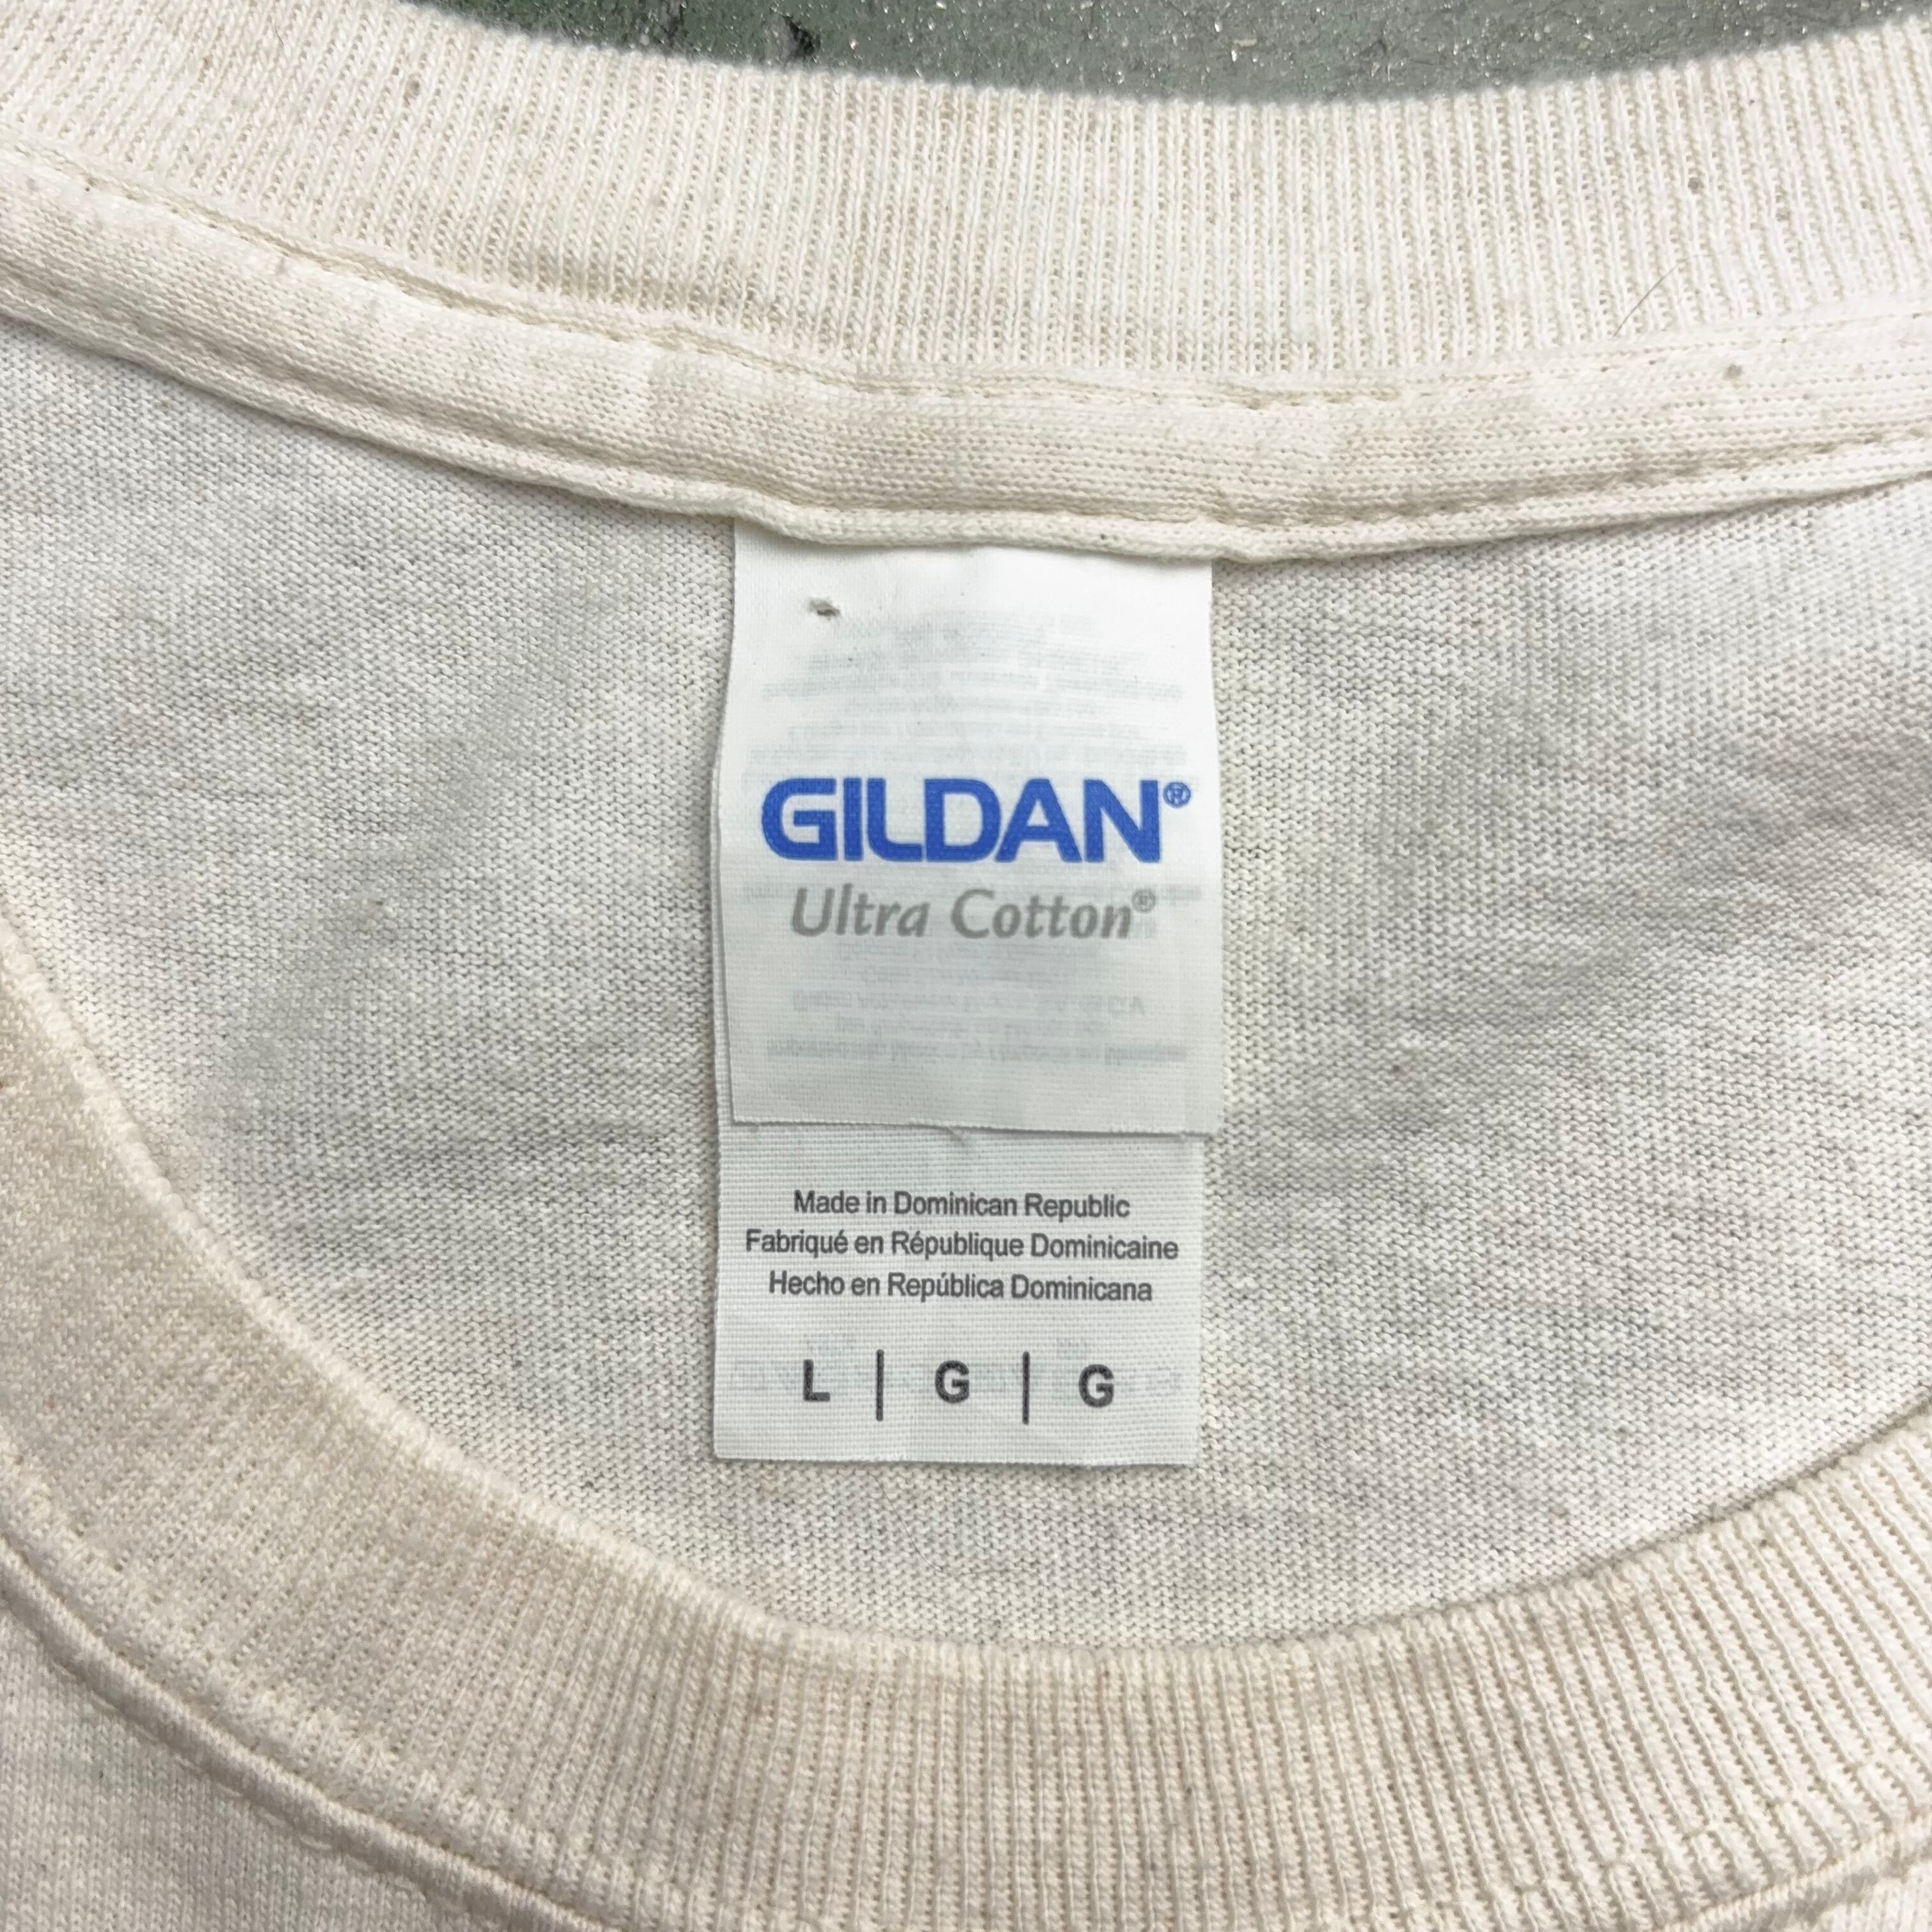 GILDAN®
Ultra Cotton®
Made in Dominican Republic
Fabriqué en République Dominicaine
Hecho en República Dominicana
L | G | G